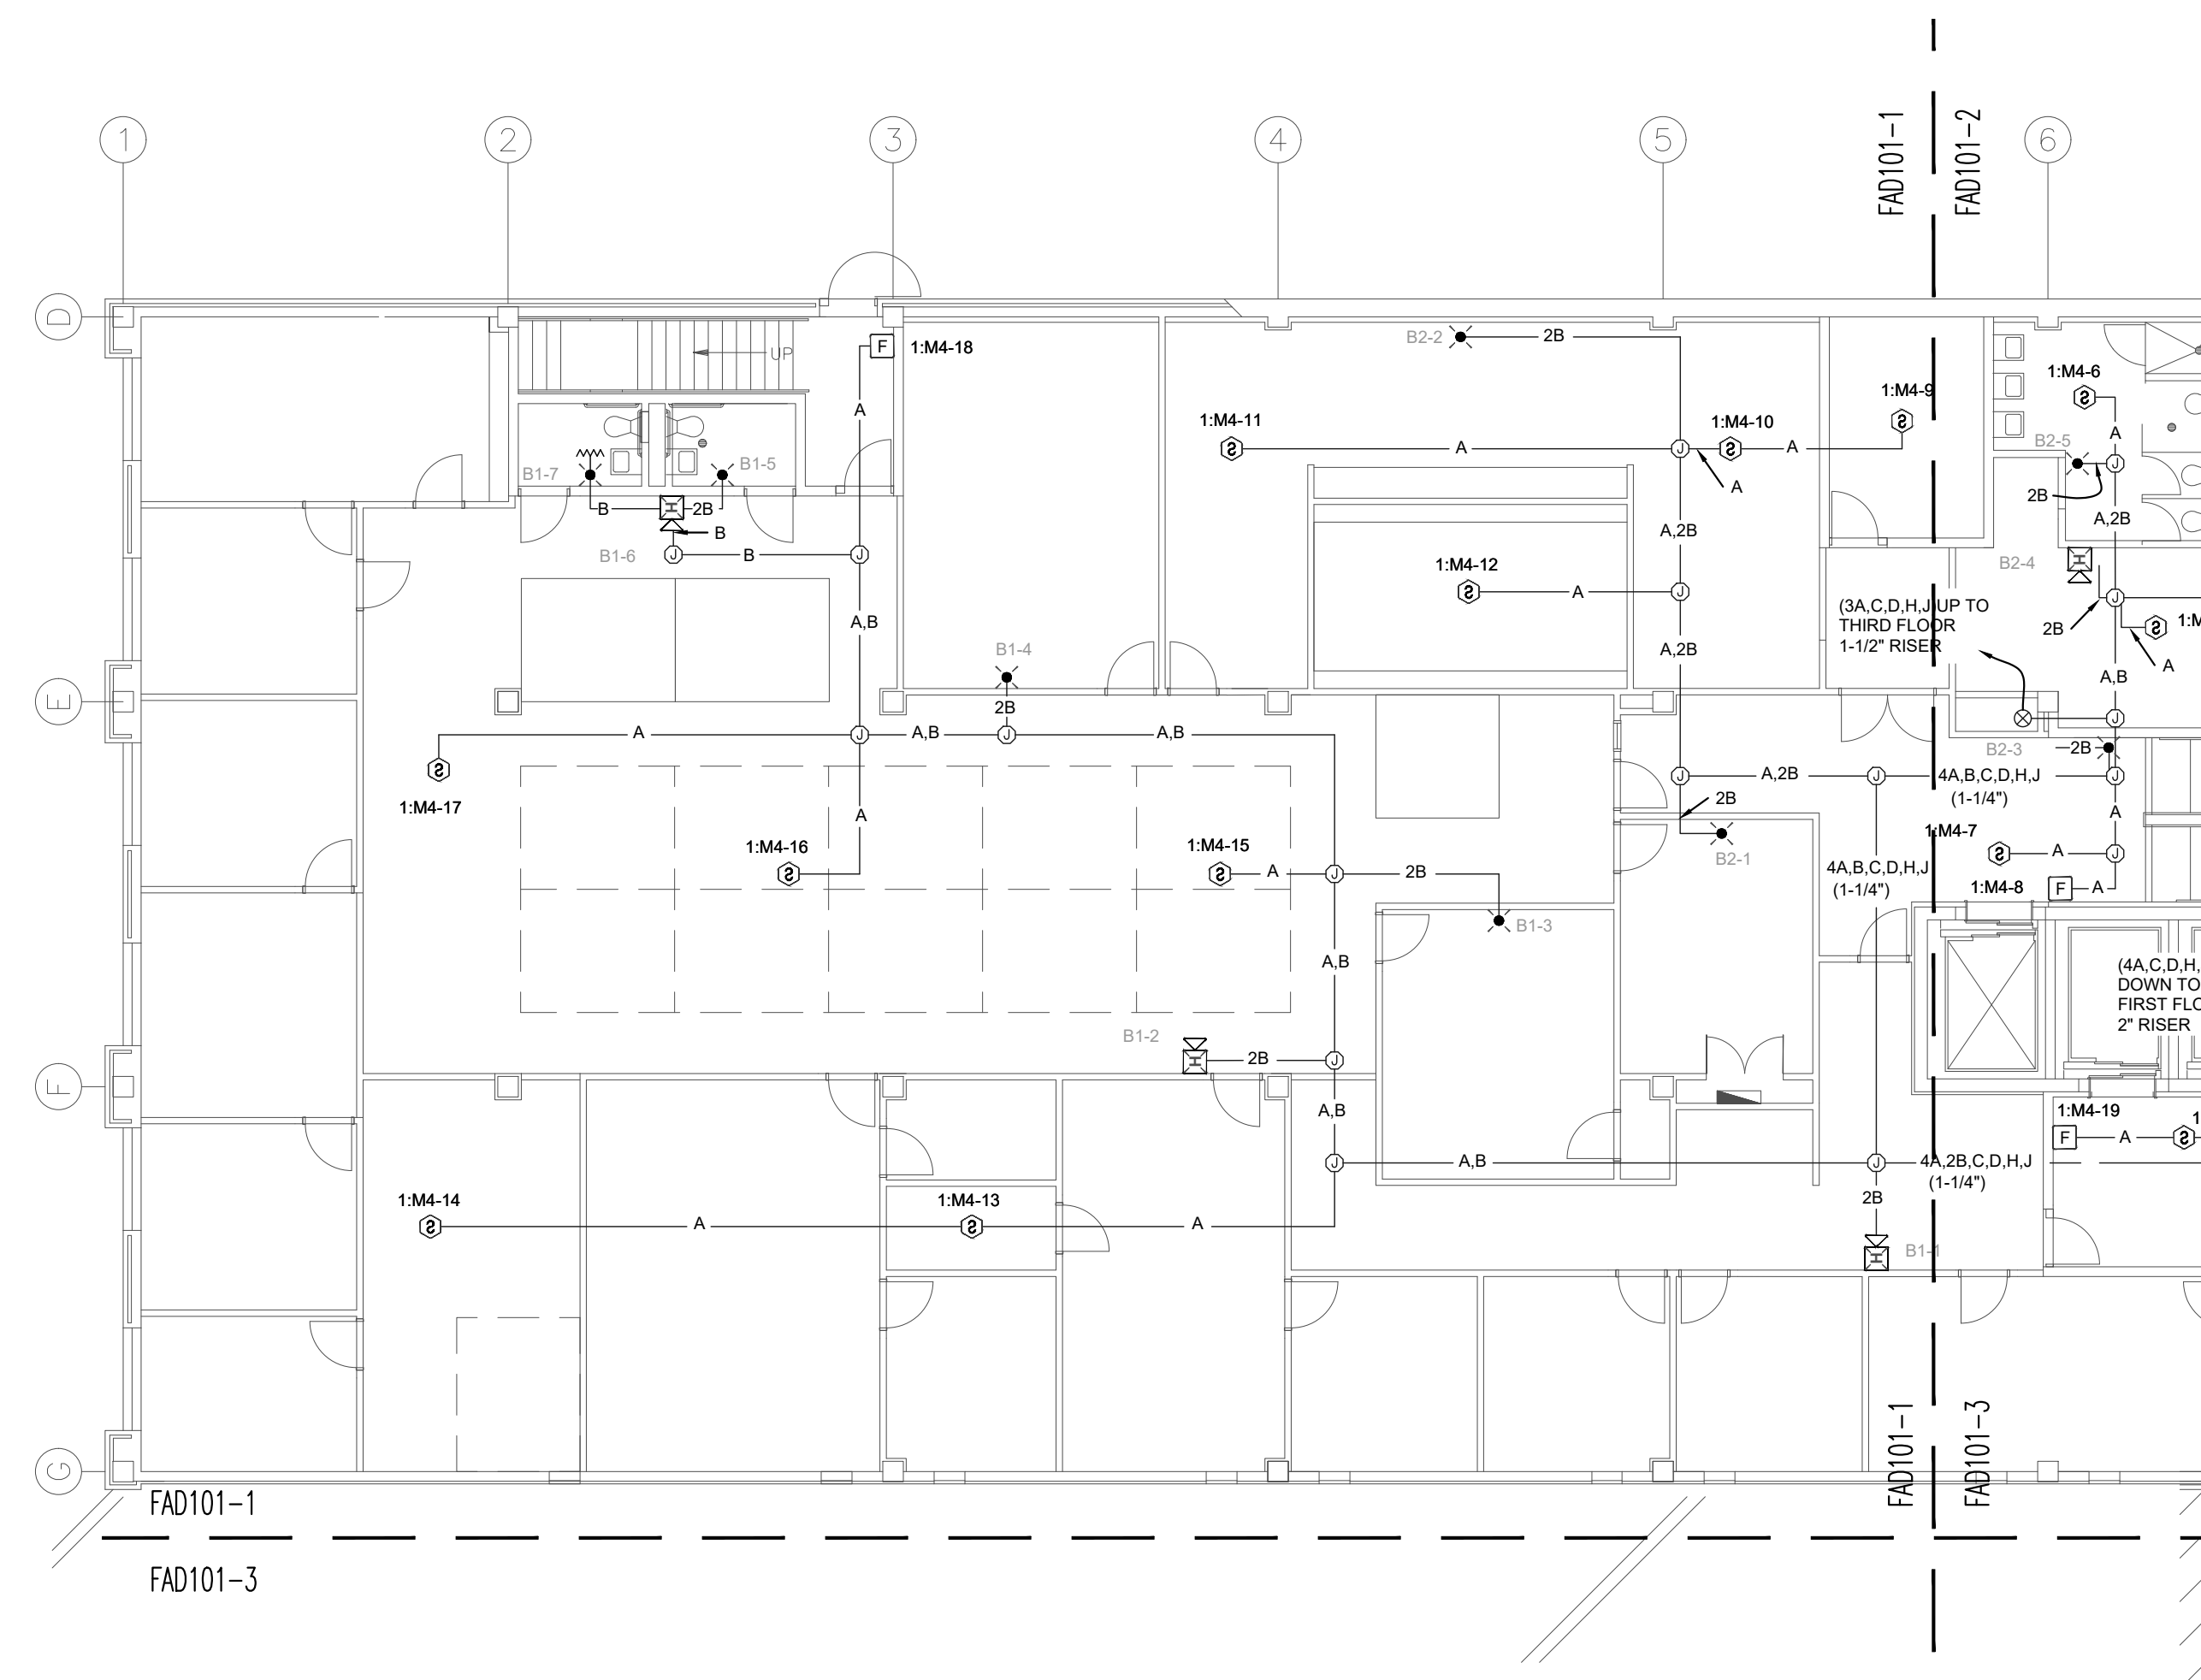 FAD101-1
FAD101-2
1
2
3
4
5
6
D
UP
F
1:M4-18
B2-2
2B
1:M4-9
1:M4-6
A
1:M4-11
1:M4-10
A
A
A
B2-5
J
J
B1-7
B1-5
2B
A
B
2B
A,2B
B
A,2B
B1-6
J
B
J
B2-4
1:M4-12
A
J
J
(3A,C,D,H,J)UP TO
THIRD FLOOR
1-1/2" RISER
A,B
2B
1:M
A
B1-4
A,2B
A,B
E
2B
J
A
J
A,B
J
A,B
B2-3
2B
J
A,2B
J
4A,B,C,D,H,J
(1-1/4")
J
1:M4-17
2B
A
A
1:M4-16
1:M4-15
1:M4-7
B2-1
A
J
2B
A
J
4A,B,C,D,H,J
(1-1/4")
1:M4-8
F
A
B1-3
A,B
(4A,C,D,H,
DOWN TO
FIRST FLO
2" RISER
B1-2
2B
J
F
A,B
1:M4-19
1
F
A
J
A,B
J
4A,2B,C,D,H,J
(1-1/4")
1:M4-14
1:M4-13
2B
A
A
B1-1
G
FAD101-1
FAD101-3
FAD101-1
FAD101-3